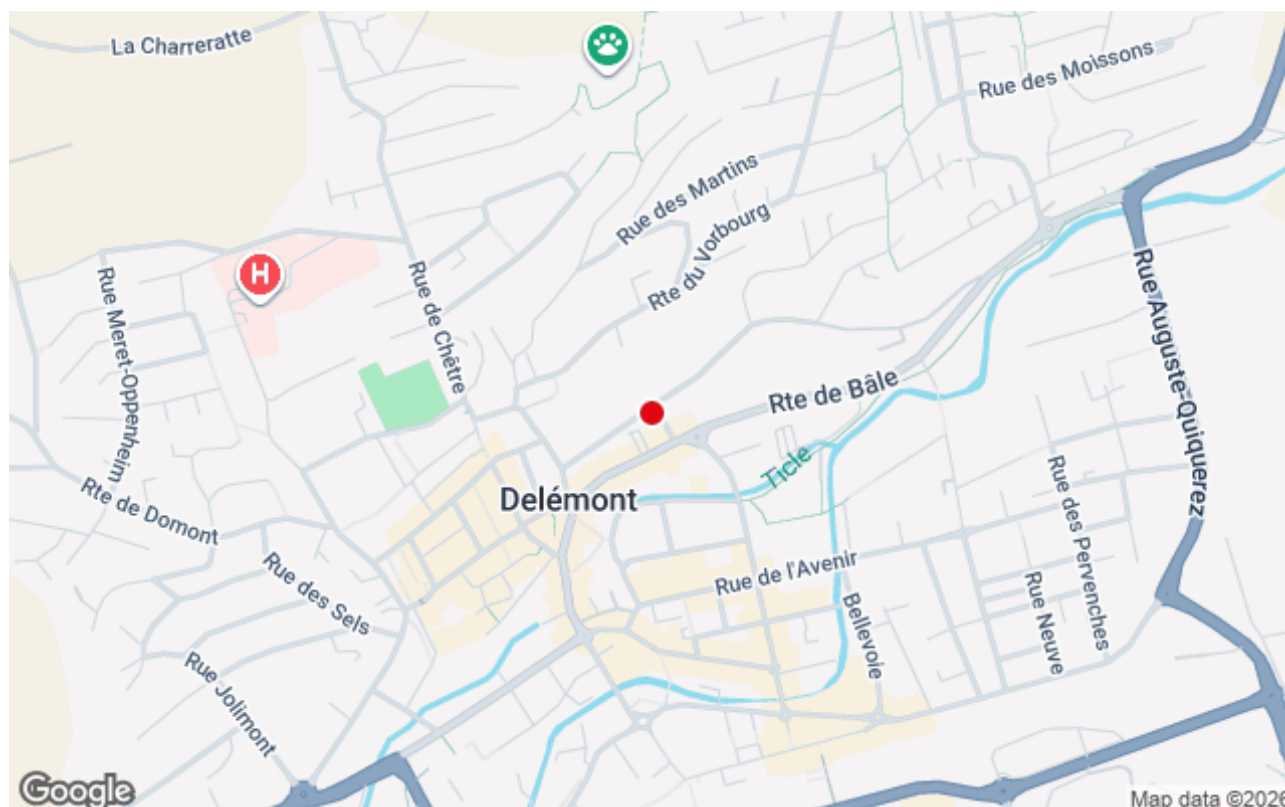 La Charreratte
Rue des Moissons
Rue des Martins
Rte du Vorbourg
H
Rue de Chêtre
Rue Meret-Oppenheim
Rue Auguste-Quiquerez
Rte de Bâle
Ticle
Delémont
Rte de Domont
Rue des Pervenches
Rue de l'Avenir
Rue des Sels
Rue Neuve
Bellevoie
Rue Jolimont
Google
Map data ©2026